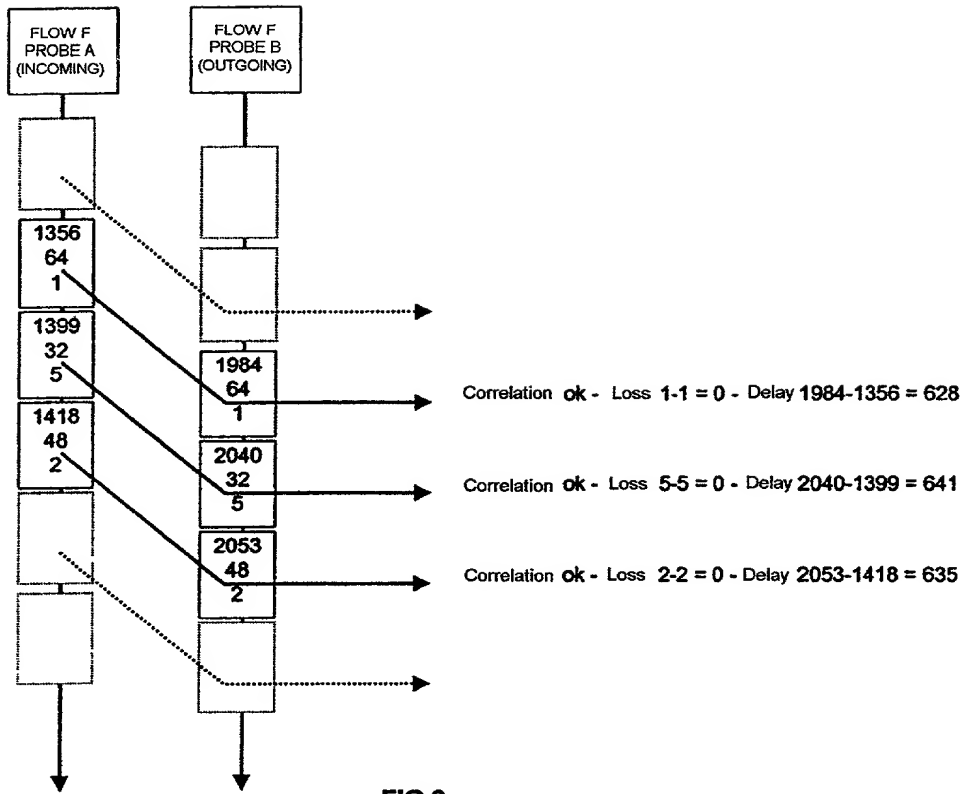 FLOW F
PROBE A
(INCOMING)
FLOW F
PROBE B
(OUTGOING)
1356
64
1
1399
32
5
1418
48
2
1984
64
1
2040
32
5
2053
48
2
Correlation ok - Loss 1-1 = 0 - Delay 1984-1356 = 628
Correlation ok - Loss 5-5 = 0 - Delay 2040-1399 = 641
Correlation ok - Loss 2-2 = 0 - Delay 2053-1418 = 635